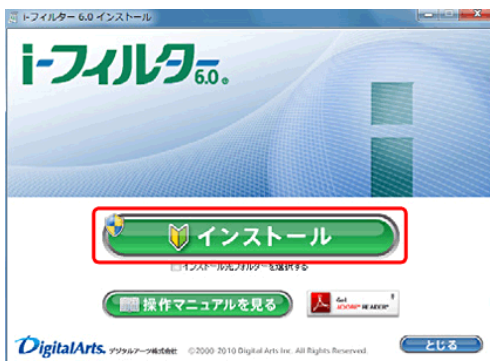 i-フィルター 6.0 インストール
i-フィルター 6.0®
インストール
インストール先フォルダーを選択する
操作マニュアルを見る
Get ADOBE® READER®
DigitalArts. デジタルアーツ株式会社 ©2000-2010 Digital Arts Inc. All Rights Reserved.
とじる